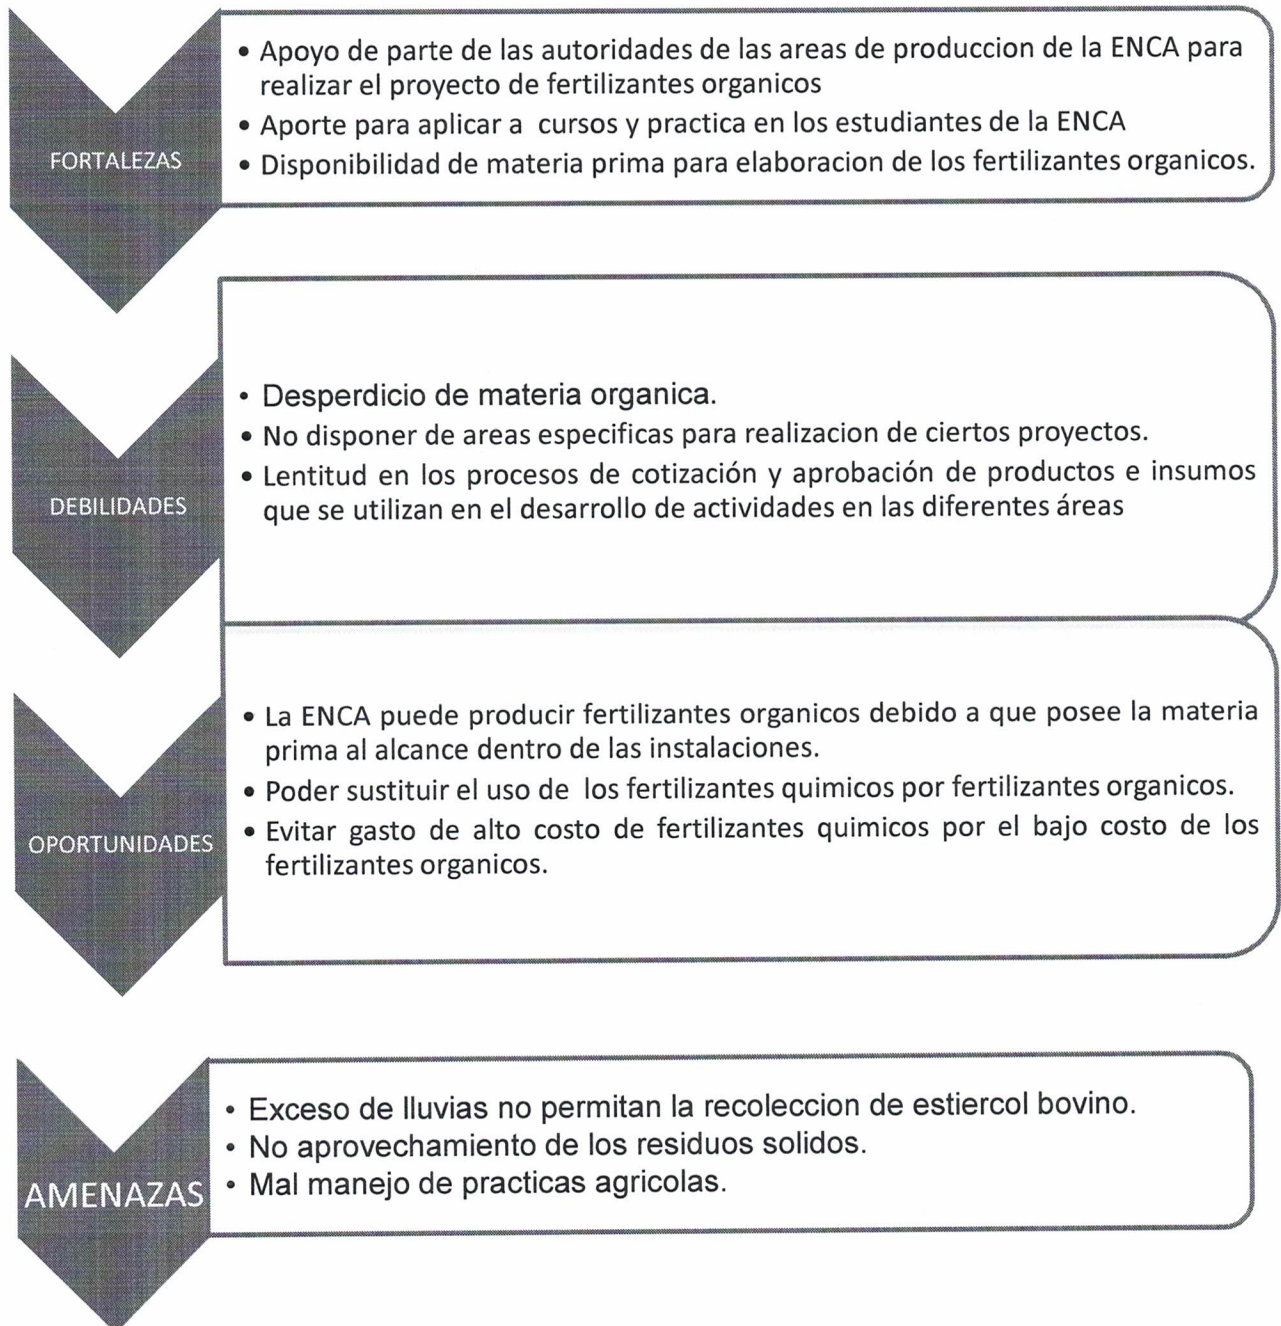 FORTALEZAS
• Apoyo de parte de las autoridades de las areas de produccion de la ENCA para
realizar el proyecto de fertilizantes organicos
• Aporte para aplicar a cursos y practica en los estudiantes de la ENCA
• Disponibilidad de materia prima para elaboracion de los fertilizantes organicos.
DEBILIDADES
• Desperdicio de materia organica.
• No disponer de areas especificas para realizacion de ciertos proyectos.
• Lentitud en los procesos de cotización y aprobación de productos e insumos
que se utilizan en el desarrollo de actividades en las diferentes áreas
OPORTUNIDADES
• La ENCA puede producir fertilizantes organicos debido a que posee la materia
prima al alcance dentro de las instalaciones.
• Poder sustituir el uso de los fertilizantes quimicos por fertilizantes organicos.
• Evitar gasto de alto costo de fertilizantes quimicos por el bajo costo de los
fertilizantes organicos.
AMENAZAS
• Exceso de lluvias no permitan la recoleccion de estiercol bovino.
• No aprovechamiento de los residuos solidos.
• Mal manejo de practicas agricolas.